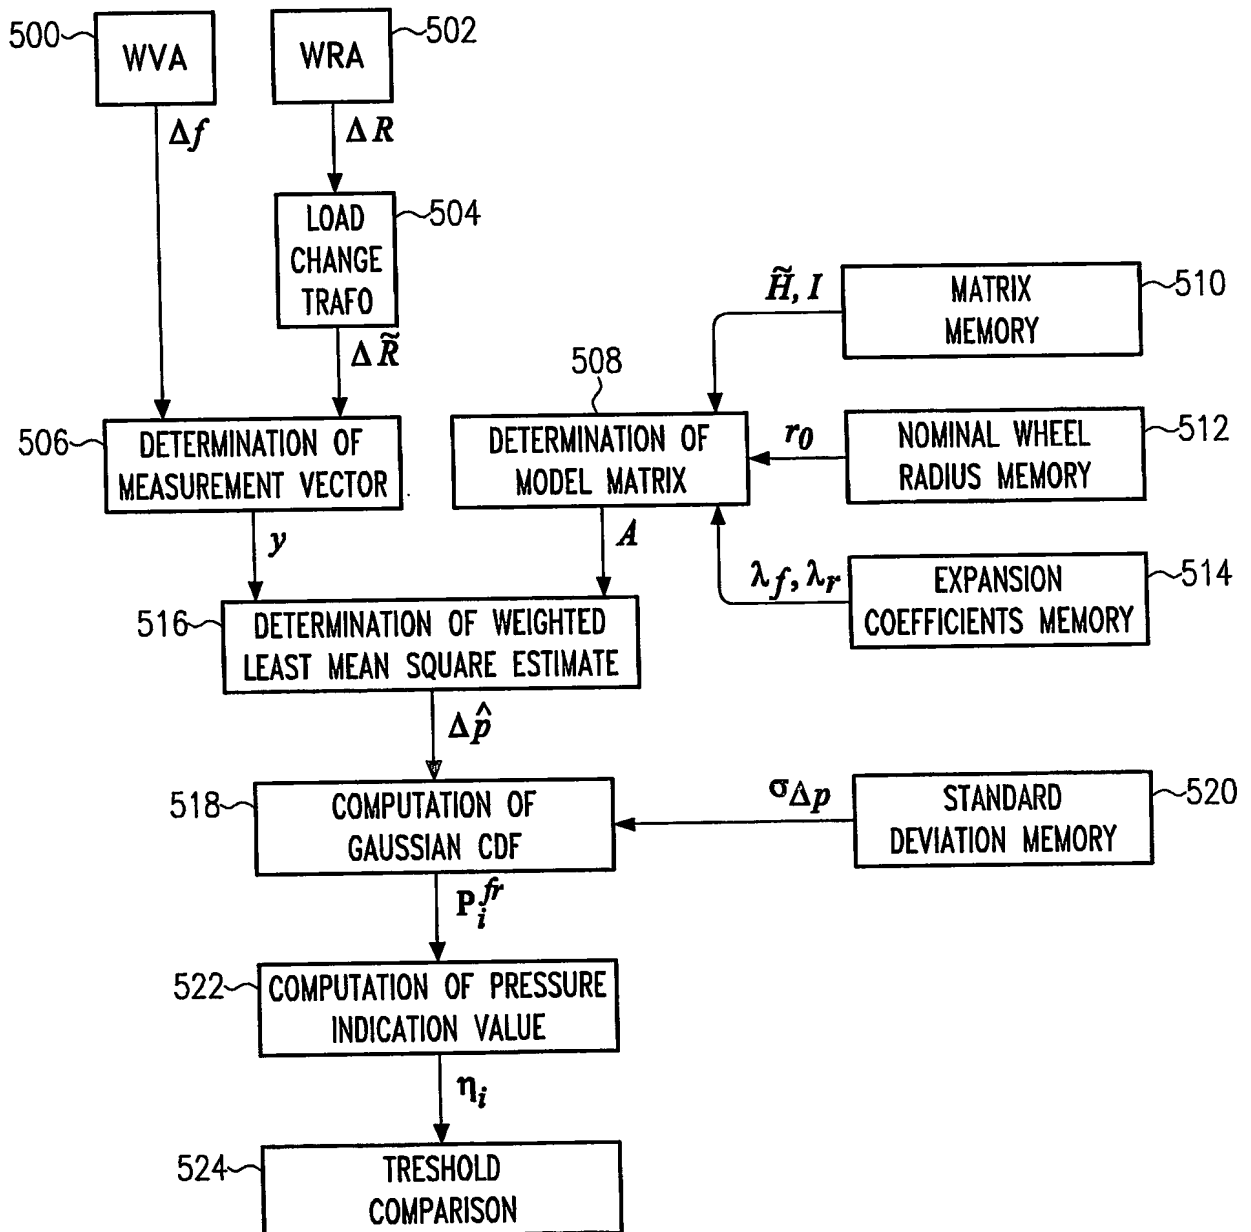 500
WVA
502
WRA
Δf
ΔR
LOAD
CHANGE
TRAFO
504
ΔR̃
H̃, I
MATRIX
MEMORY
510
508
506
DETERMINATION OF
MEASUREMENT VECTOR
DETERMINATION OF
MODEL MATRIX
r0
NOMINAL WHEEL
RADIUS MEMORY
512
y
A
λf, λr
EXPANSION
COEFFICIENTS MEMORY
514
516
DETERMINATION OF WEIGHTED
LEAST MEAN SQUARE ESTIMATE
Δp̂
518
COMPUTATION OF
GAUSSIAN CDF
σΔp
STANDARD
DEVIATION MEMORY
520
Pifr
522
COMPUTATION OF PRESSURE
INDICATION VALUE
ηi
524
TRESHOLD
COMPARISON